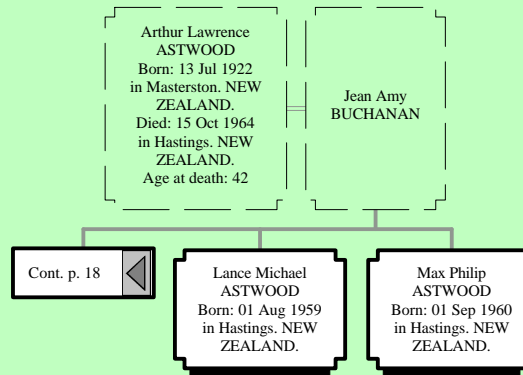 Arthur Lawrence
ASTWOOD
Born: 13 Jul 1922
in Masterston. NEW
ZEALAND.
Died: 15 Oct 1964
in Hastings. NEW
ZEALAND.
Age at death: 42
Jean Amy
BUCHANAN
Cont. p. 18
Lance Michael
ASTWOOD
Born: 01 Aug 1959
in Hastings. NEW
ZEALAND.
Max Philip
ASTWOOD
Born: 01 Sep 1960
in Hastings. NEW
ZEALAND.